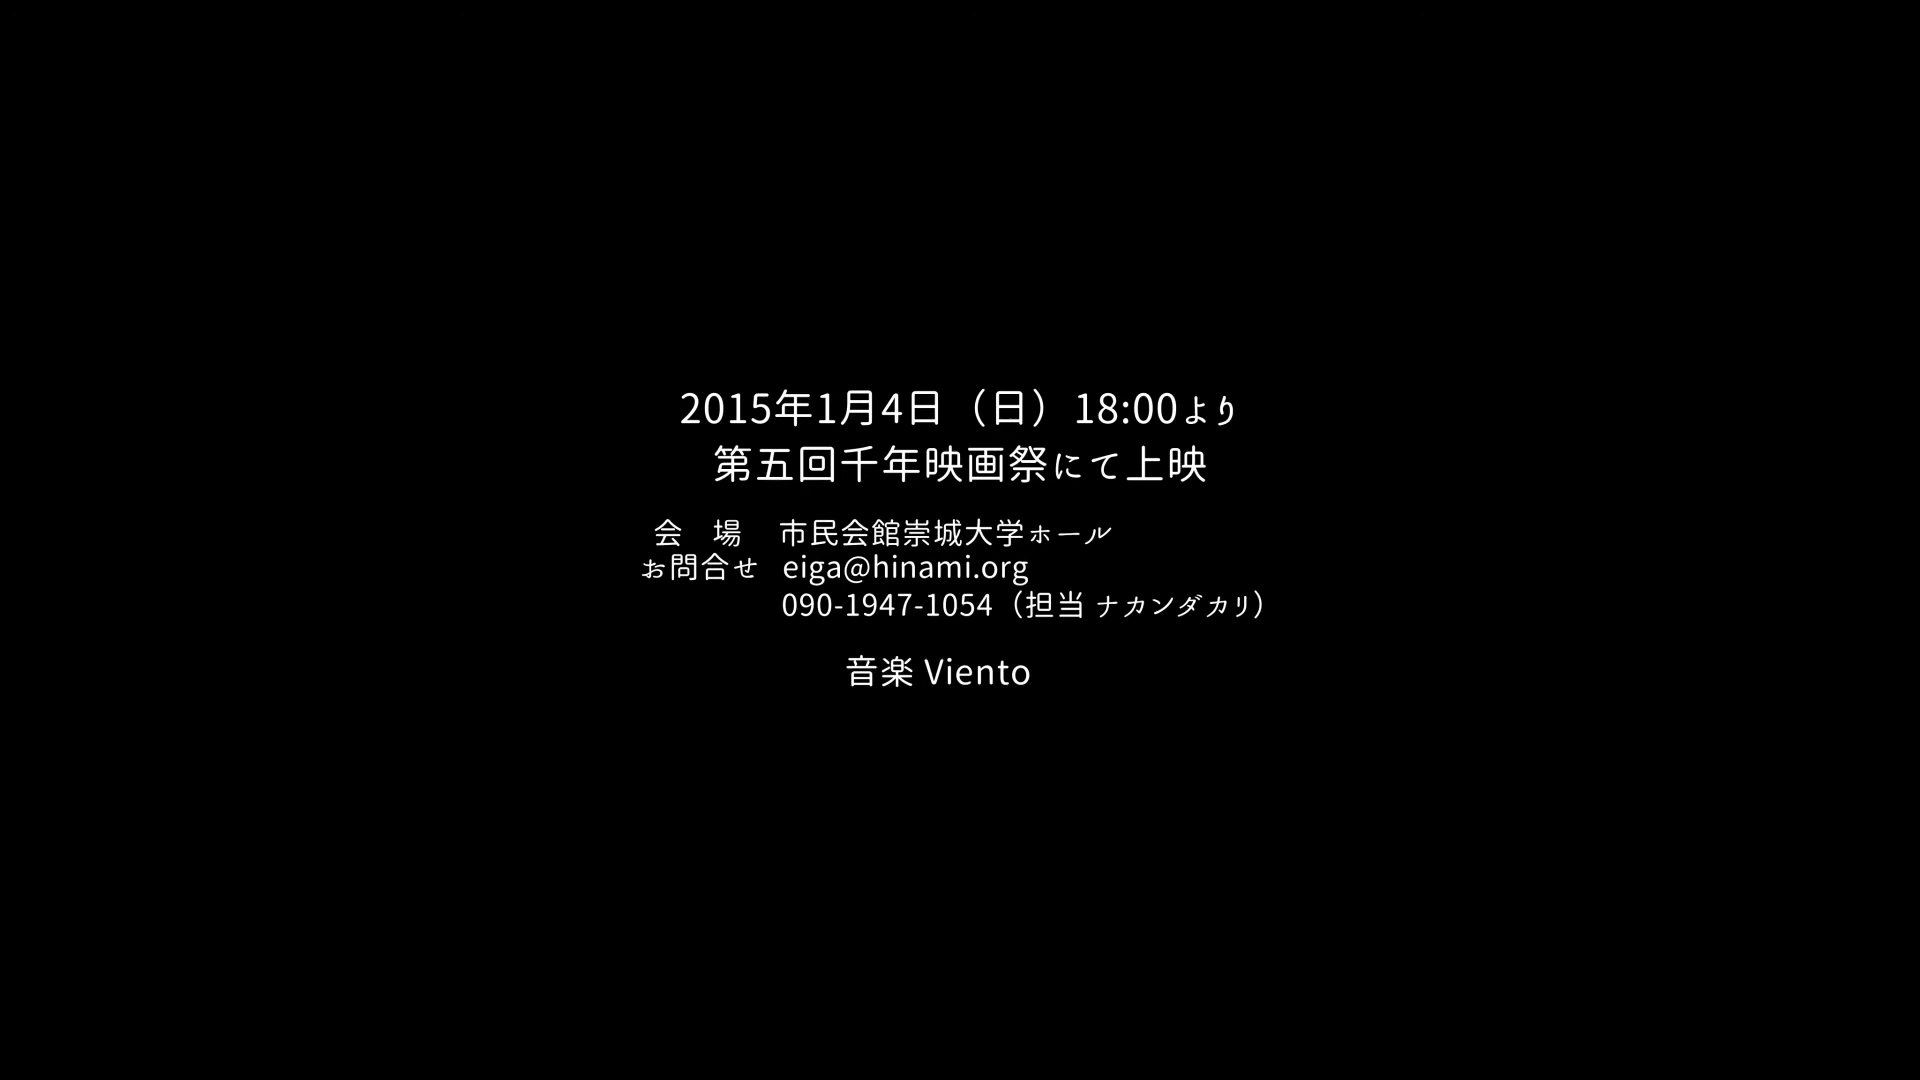 2015年1月4日（日）18:00より
第五回千年映画祭にて上映
会　場　市民会館崇城大学ホール
お問合せ　eiga@hinami.org
090-1947-1054（担当 ナカンダカリ）
音楽 Viento